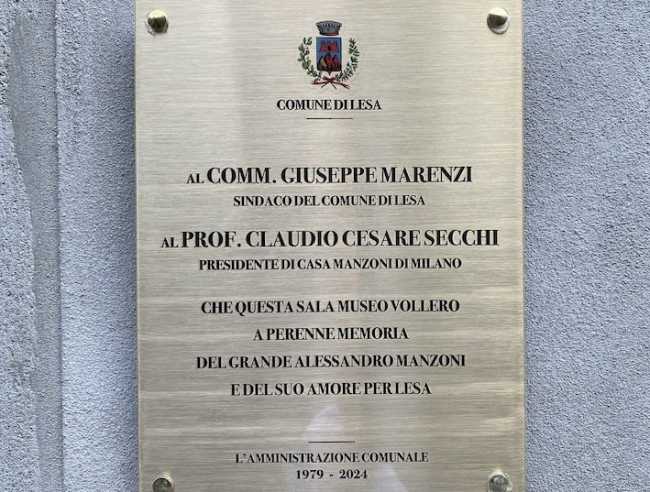 COMUNE DI LESA
AL COMM. GIUSEPPE MARENZI
SINDACO DEL COMUNE DI LESA
AL PROF. CLAUDIO CESARE SECCHI
PRESIDENTE DI CASA MANZONI DI MILANO
CHE QUESTA SALA MUSEO VOLLERO
A PERENNE MEMORIA
DEL GRANDE ALESSANDRO MANZONI
E DEL SUO AMORE PER LESA
L'AMMINISTRAZIONE COMUNALE
1979 - 2024